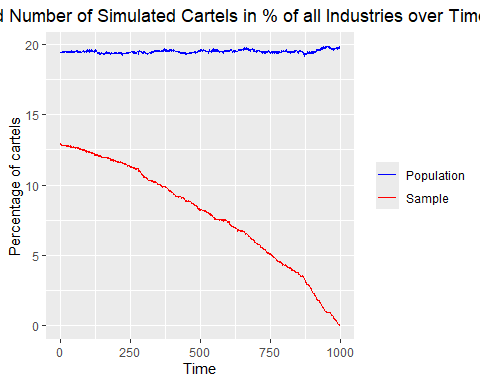 d Number of Simulated Cartels in % of all Industries over Time
20
15
10
5
0
Percentage of cartels
0 250 500 750 1000
Time
Population
Sample